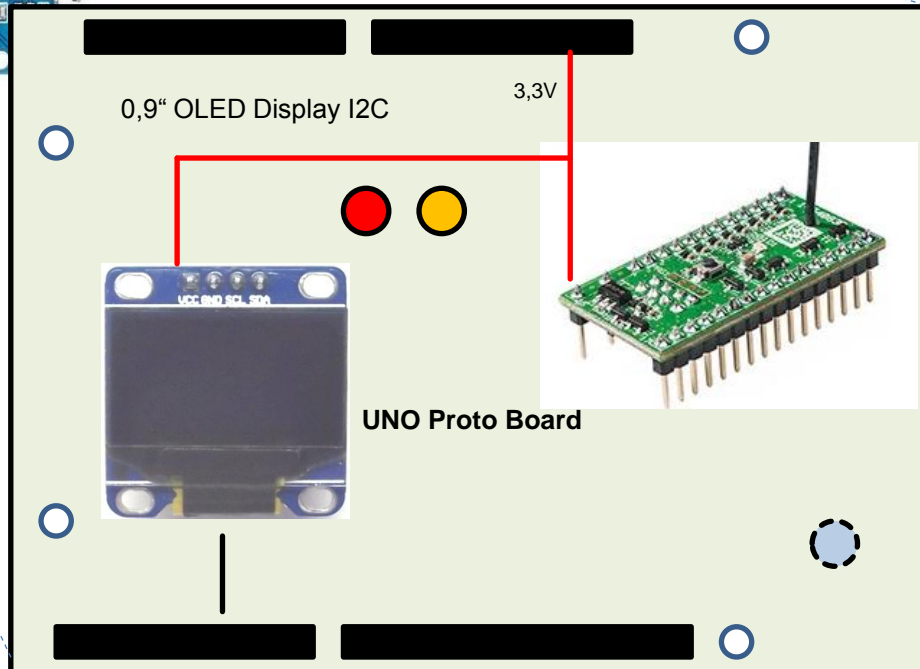 0,9“ OLED Display I2C
3,3V
VCC GND SCL SDA
UNO Proto Board